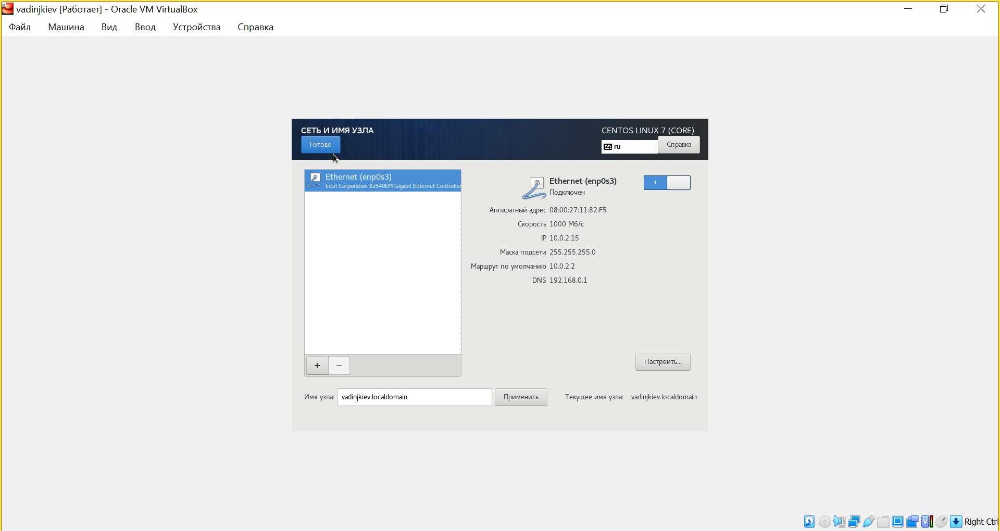 vadinjkiev [Работает] - Oracle VM VirtualBox
Файл Машина Вид Ввод Устройства Справка
СЕТЬ И ИМЯ УЗЛА
CENTOS LINUX 7 (CORE)
Готово
ru
Справка
Ethernet (enp0s3)
Intel Corporation 82540EM Gigabit Ethernet Controller
Ethernet (enp0s3)
Подключен
Аппаратный адрес 08:00:27:11:82:F5
Скорость 1000 Мб/с
IP 10.0.2.15
Маска подсети 255.255.255.0
Маршрут по умолчанию 10.0.2.2
DNS 192.168.0.1
+ −
Настроить...
Имя узла: vadinjkiev.localdomain Применить Текущее имя узла: vadinjkiev.localdomain
Right Ctrl